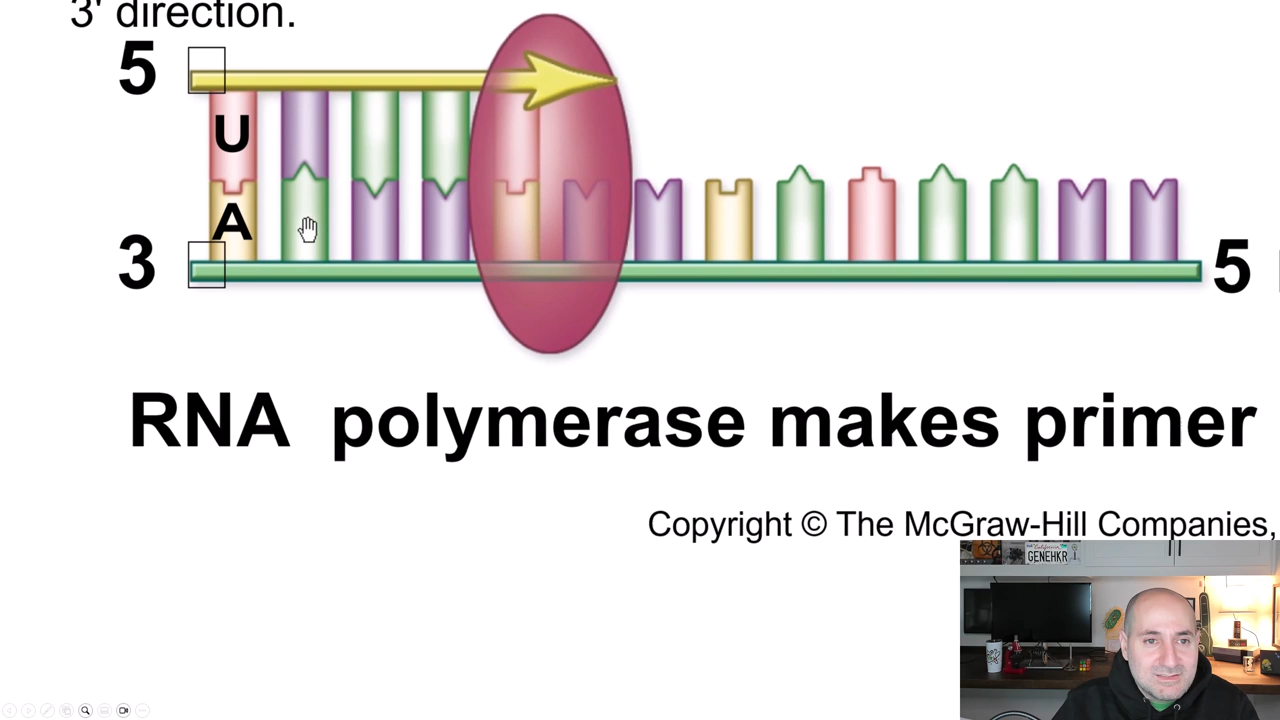 3' direction.
5
U
A
3
5
RNA polymerase makes primer
Copyright © The McGraw-Hill Companies,
GENEHKR